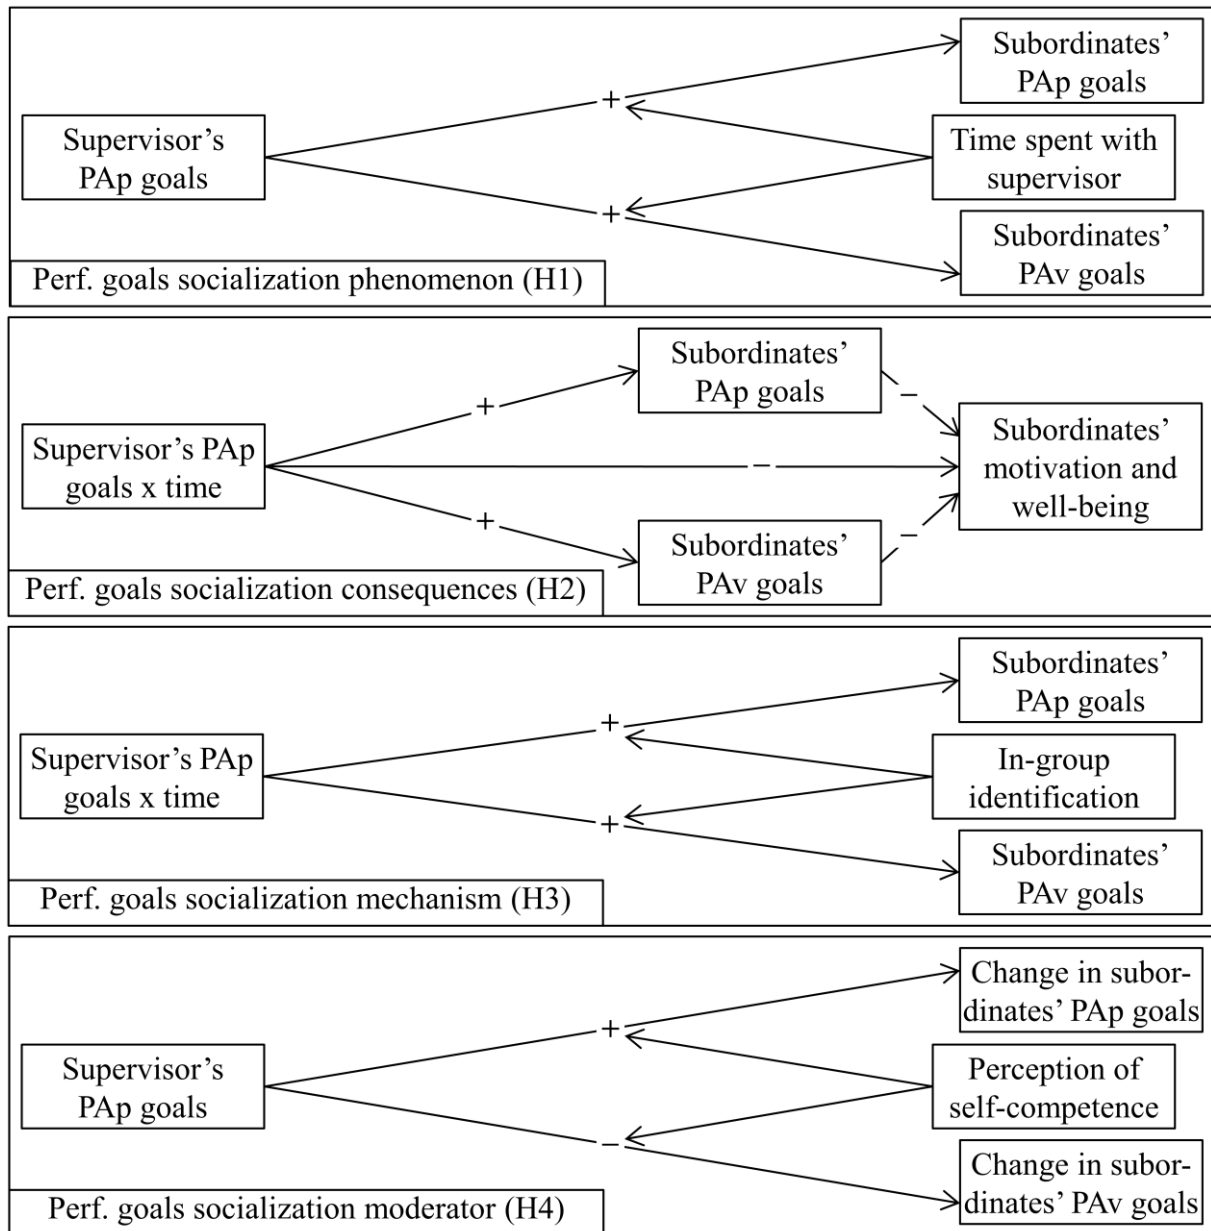 Subordinates’
PAp goals
+
Supervisor’s
PAp goals
Time spent with
supervisor
+
Subordinates’
PAv goals
Perf. goals socialization phenomenon (H1)
Subordinates’
PAp goals
–
+
Supervisor’s PAp
goals x time
–
Subordinates’
motivation and
well-being
+
–
Subordinates’
PAv goals
Perf. goals socialization consequences (H2)
Subordinates’
PAp goals
+
Supervisor’s PAp
goals x time
In-group
identification
+
Subordinates’
PAv goals
Perf. goals socialization mechanism (H3)
Change in subor-
dinates’ PAp goals
+
Supervisor’s
PAp goals
Perception of
self-competence
–
Change in subor-
dinates’ PAv goals
Perf. goals socialization moderator (H4)